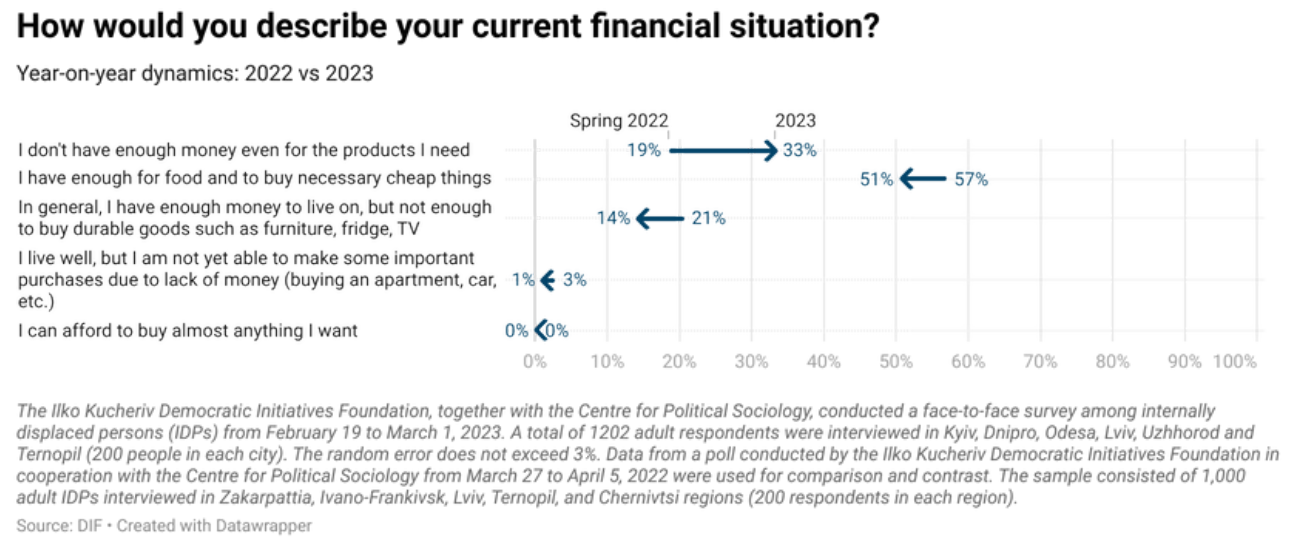 How would you describe your current financial situation?
Year-on-year dynamics: 2022 vs 2023
Spring 2022 2023
I don't have enough money even for the products I need 19% 33%
I have enough for food and to buy necessary cheap things 51% 57%
In general, I have enough money to live on, but not enough
to buy durable goods such as furniture, fridge, TV 14% 21%
I live well, but I am not yet able to make some important
purchases due to lack of money (buying an apartment, car, 1% 3%
etc.)
I can afford to buy almost anything I want 0% 0%
0% 10% 20% 30% 40% 50% 60% 70% 80% 90% 100%
The Ilko Kucheriv Democratic Initiatives Foundation, together with the Centre for Political Sociology, conducted a face-to-face survey among internally
displaced persons (IDPs) from February 19 to March 1, 2023. A total of 1202 adult respondents were interviewed in Kyiv, Dnipro, Odesa, Lviv, Uzhhorod and
Ternopil (200 people in each city). The random error does not exceed 3%. Data from a poll conducted by the Ilko Kucheriv Democratic Initiatives Foundation in
cooperation with the Centre for Political Sociology from March 27 to April 5, 2022 were used for comparison and contrast. The sample consisted of 1,000
adult IDPs interviewed in Zakarpattia, Ivano-Frankivsk, Lviv, Ternopil, and Chernivtsi regions (200 respondents in each region).
Source: DIF • Created with Datawrapper